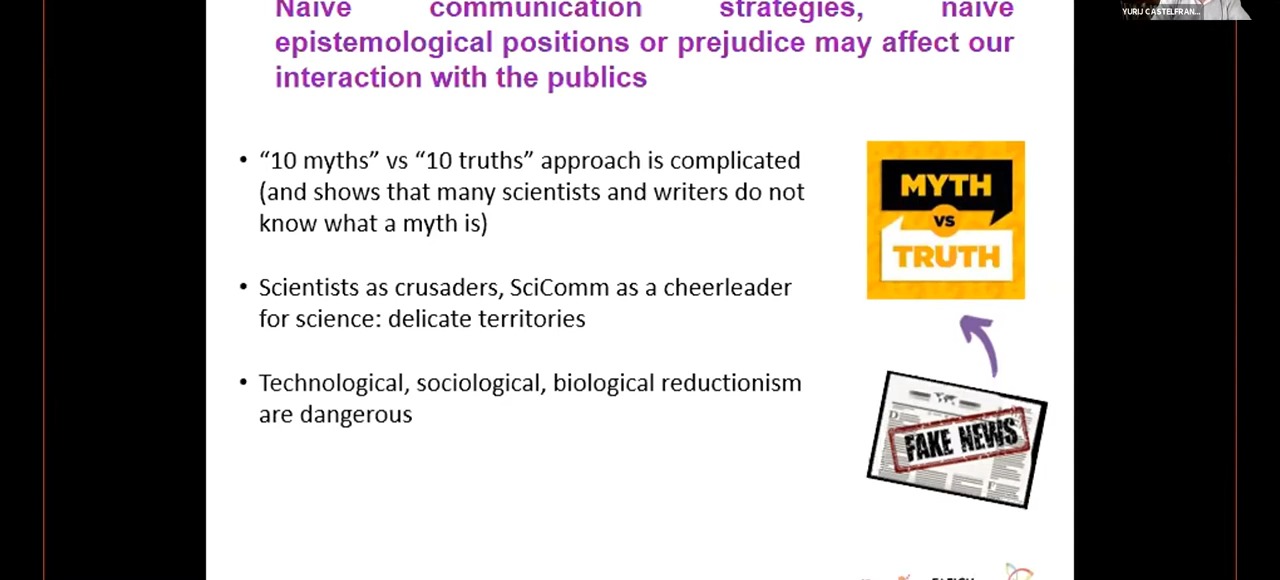 YURIJ CASTELFRAN...
Naive communication strategies, naive
epistemological positions or prejudice may affect our
interaction with the publics
• “10 myths” vs “10 truths” approach is complicated
(and shows that many scientists and writers do not
know what a myth is)
• Scientists as crusaders, SciComm as a cheerleader
for science: delicate territories
• Technological, sociological, biological reductionism
are dangerous
MYTH
VS
TRUTH
FAKE NEWS